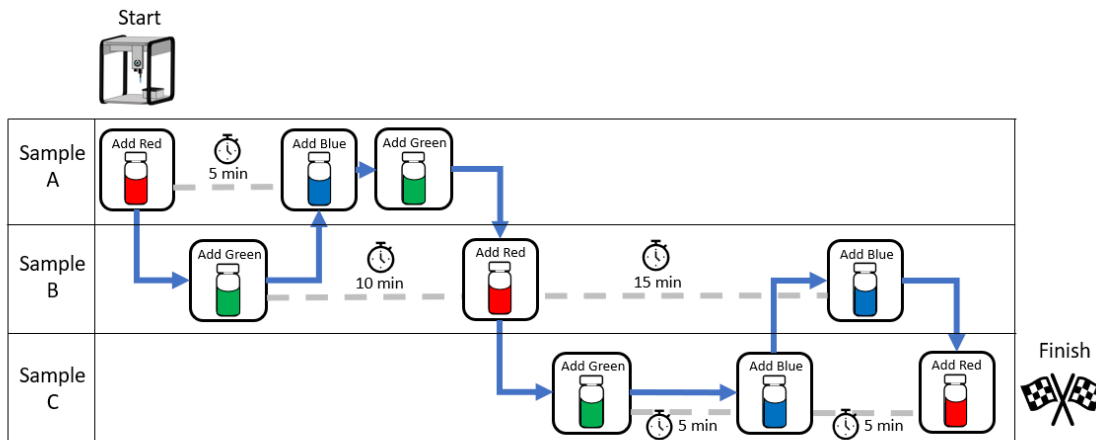 Start
Sample
A
Add Red
5 min
Add Blue
Add Green
Sample
B
Add Green
10 min
Add Red
15 min
Add Blue
Sample
C
Add Green
5 min
Add Blue
5 min
Add Red
Finish